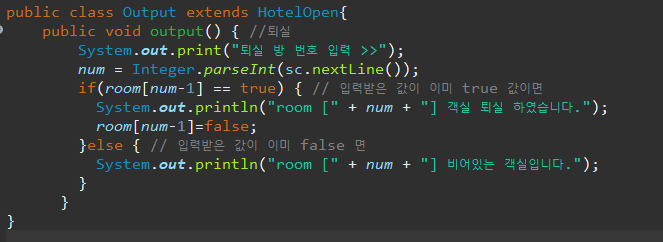 public class Output extends HotelOpen{
public void output() { //퇴실
System.out.print("퇴실 방 번호 입력 >>");
num = Integer.parseInt(sc.nextLine());
if(room[num-1] == true) { // 입력받은 값이 이미 true 값이면
System.out.println("room [" + num + "] 객실 퇴실 하였습니다.");
room[num-1]=false;
}else { // 입력받은 값이 이미 false 면
System.out.println("room [" + num + "] 비어있는 객실입니다.");
}
}
}